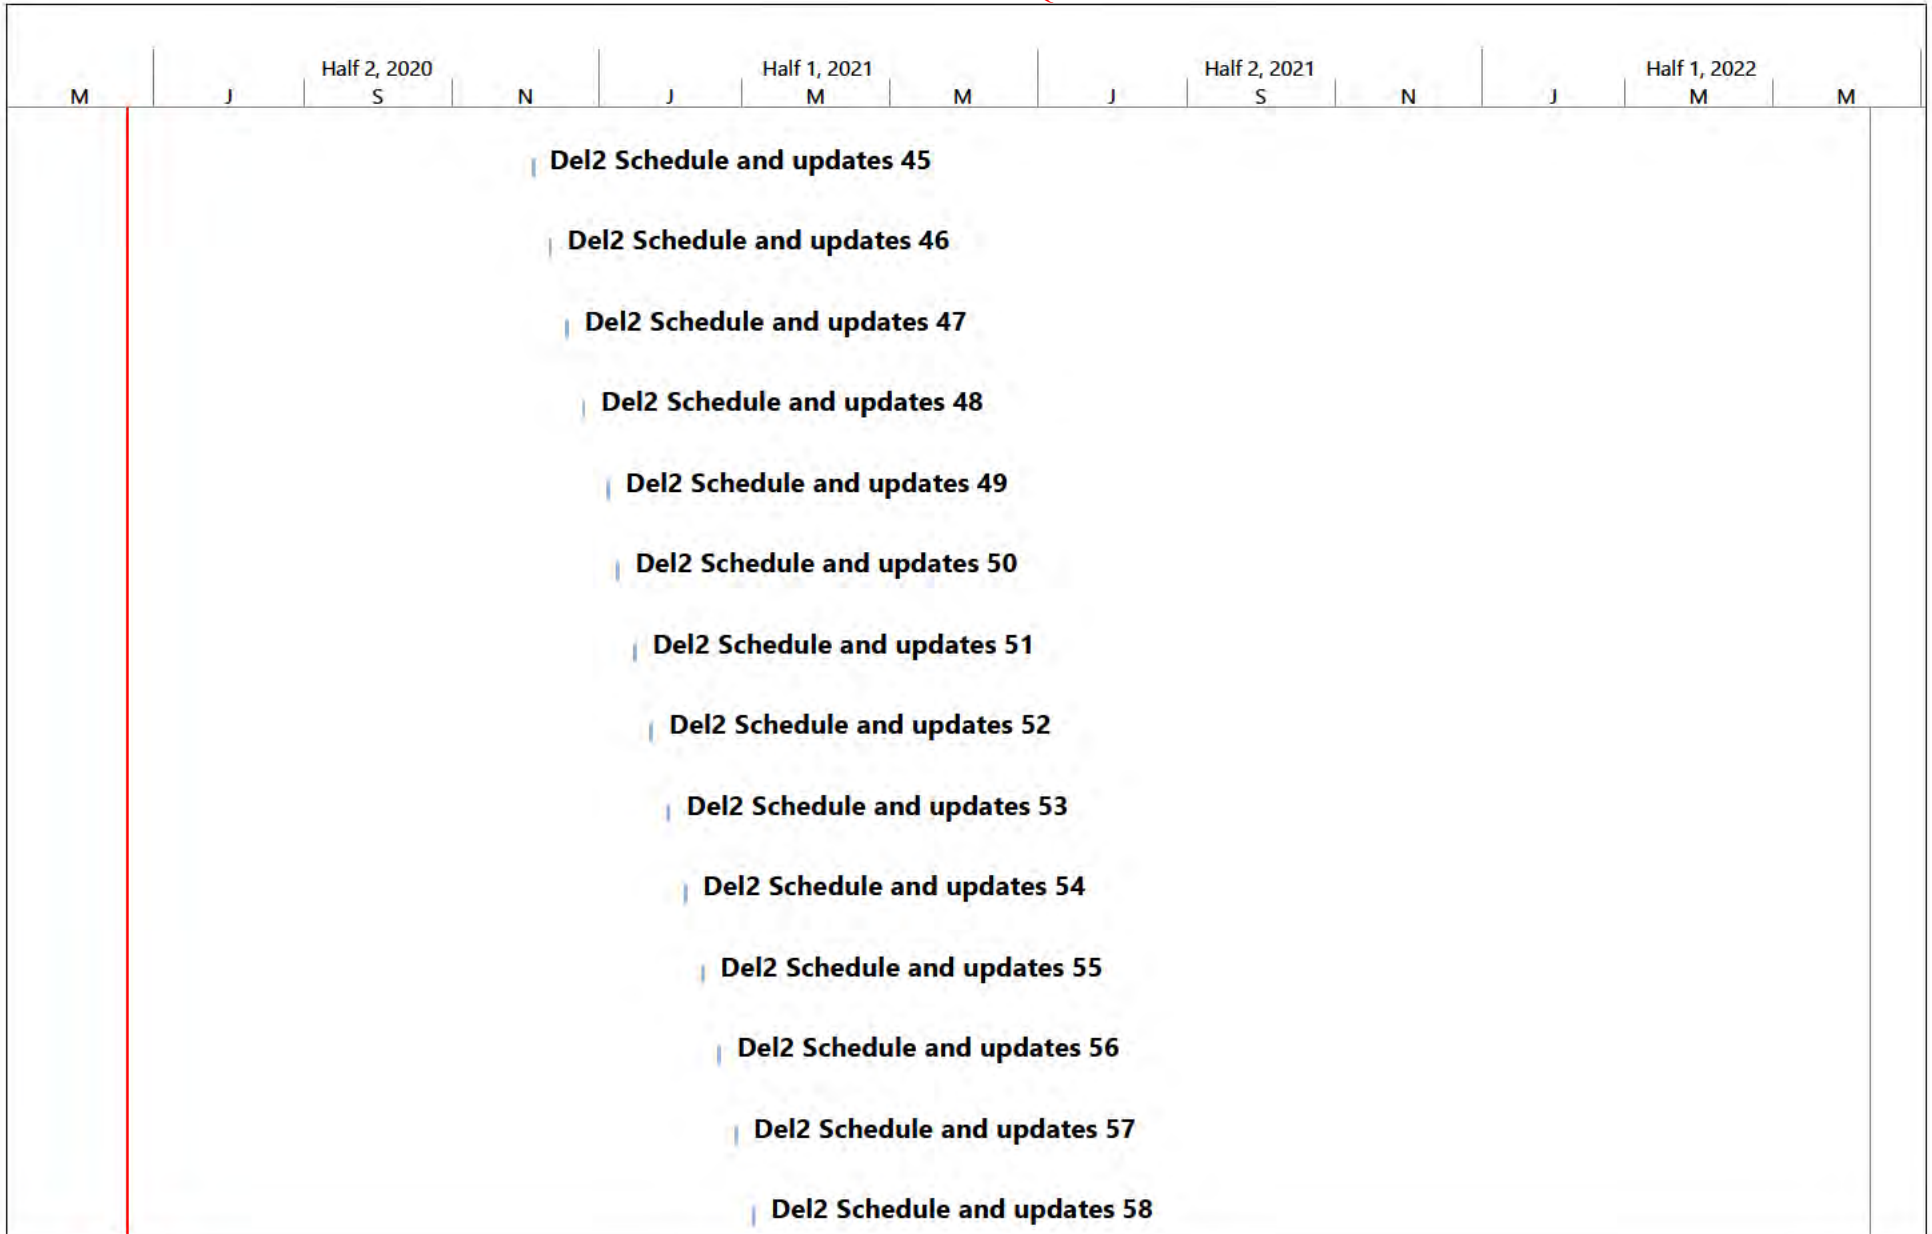 Half 2, 2020 Half 1, 2021 Half 2, 2021 Half 1, 2022
M J S N J M M J S N J M M
Del2 Schedule and updates 45
Del2 Schedule and updates 46
Del2 Schedule and updates 47
Del2 Schedule and updates 48
Del2 Schedule and updates 49
Del2 Schedule and updates 50
Del2 Schedule and updates 51
Del2 Schedule and updates 52
Del2 Schedule and updates 53
Del2 Schedule and updates 54
Del2 Schedule and updates 55
Del2 Schedule and updates 56
Del2 Schedule and updates 57
Del2 Schedule and updates 58